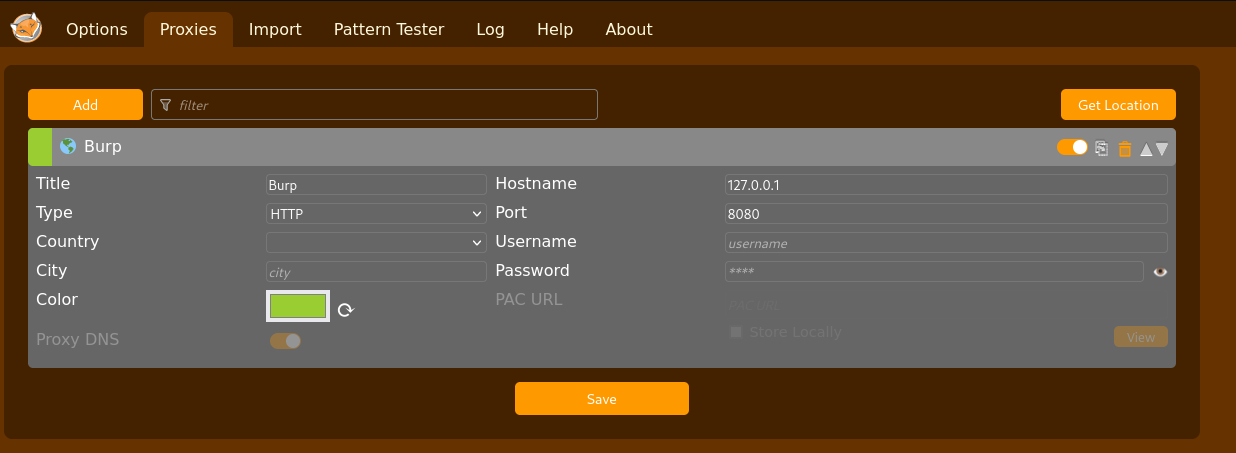 Options Proxies Import Pattern Tester Log Help About
Add filter Get Location
Burp
Title Burp Hostname 127.0.0.1
Type HTTP Port 8080
Country Username username
City city Password ****
Color PAC URL PAC URL
Proxy DNS Store Locally View
Save